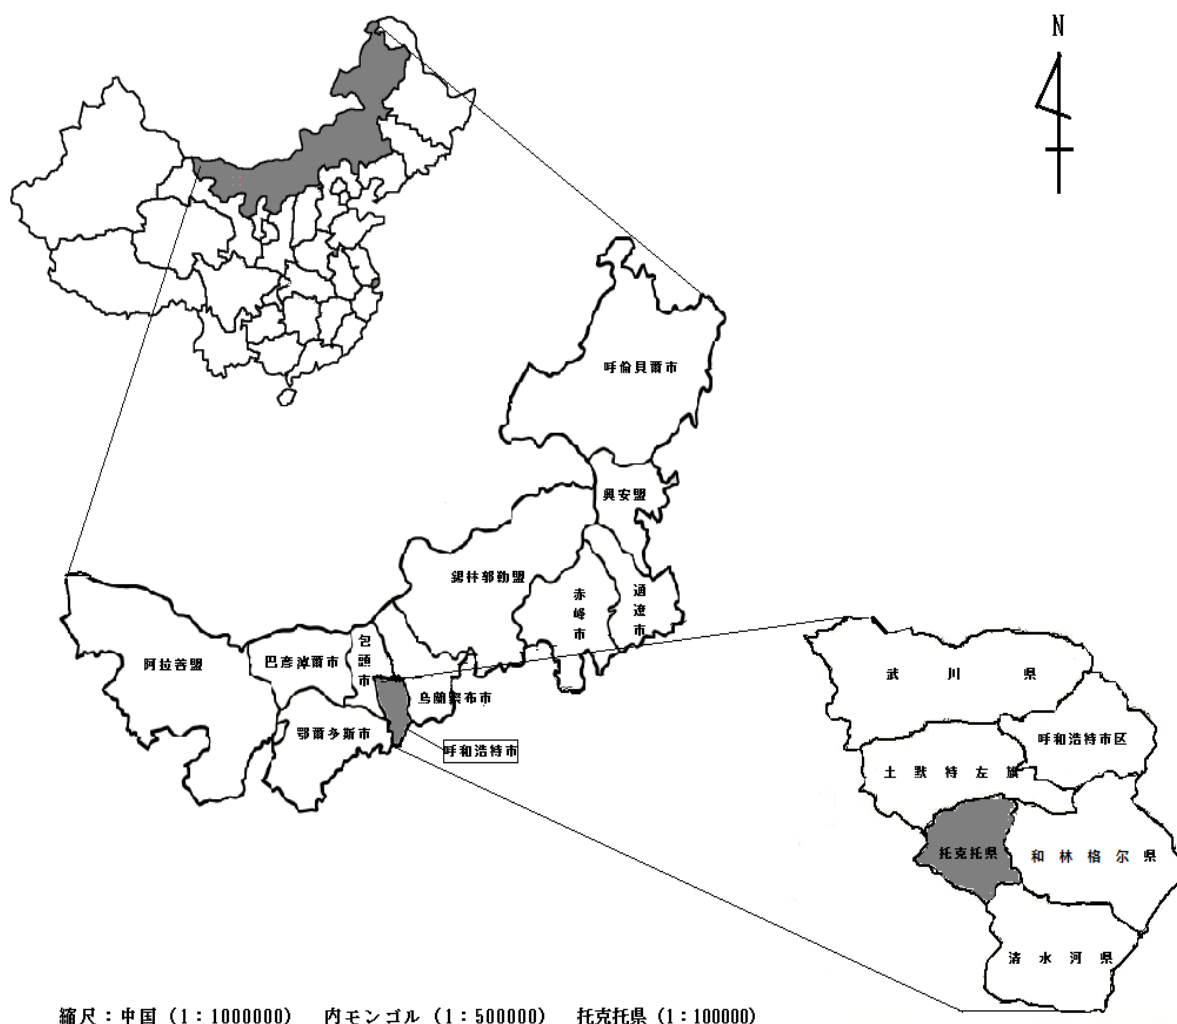 N
呼倫貝爾市
興安盟
錫林郭勒盟
赤峰市
通遼市
阿拉善盟
巴彦淖爾市
包頭市
烏蘭察布市
鄂爾多斯市
呼和浩特市
武 川 県
呼和浩特市区
土 默 特 左 旗
托克托県
和 林 格 尔 県
清 水 河 県
縮尺：中国（1：1000000） 内モンゴル（1：500000） 托克托県（1：100000）